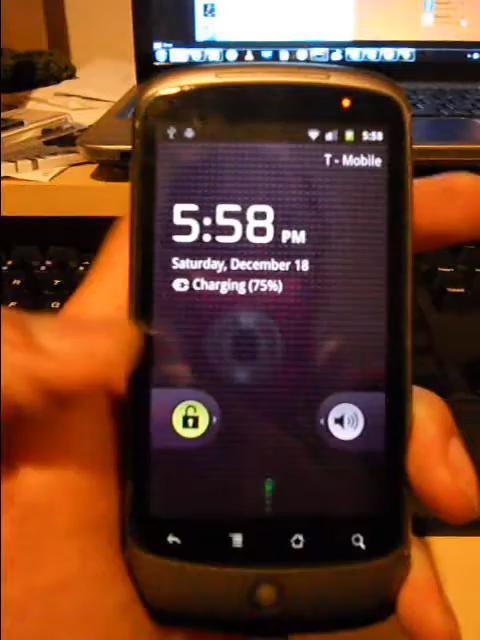 5:58
T - Mobile
5:58 PM
Saturday, December 18
Charging (75%)